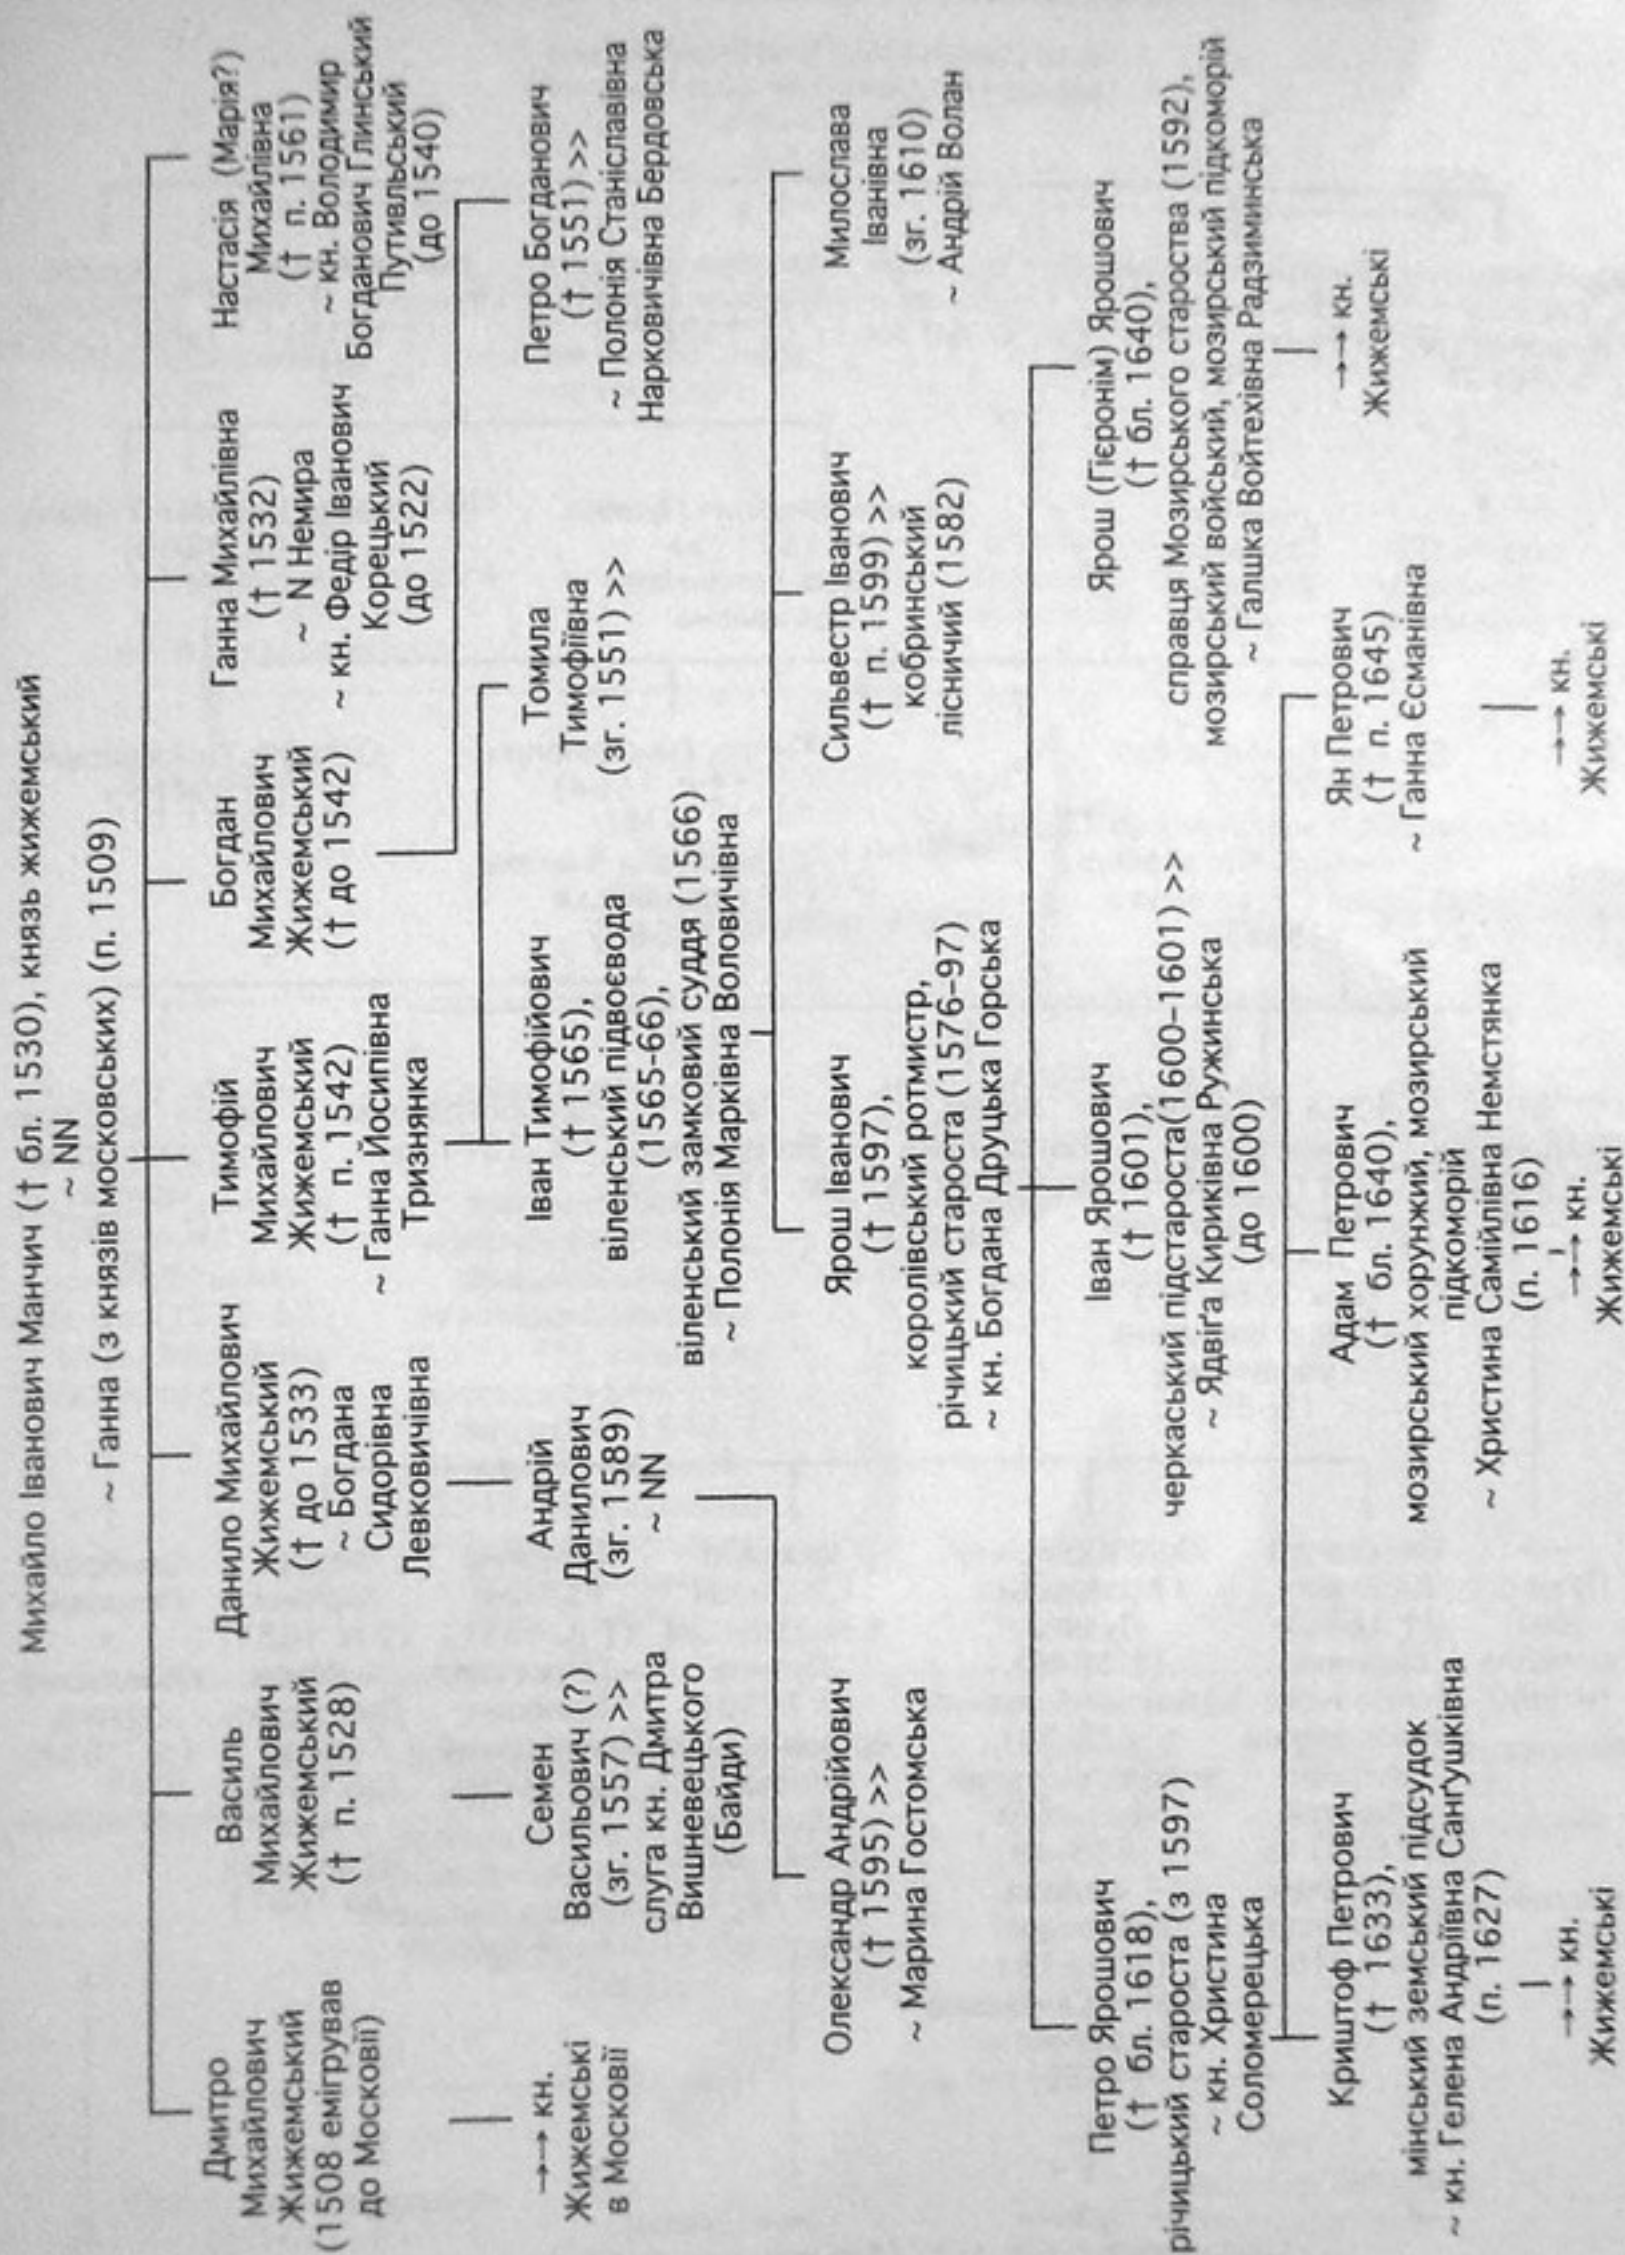 Михайло Іванович Манчич († бл. 1530), князь жижемський
~ NN
~ Ганна (з князів московських) (п. 1509)
Дмитро
Михайлович
Жижемський
(1508 емігрував
до Московії)
Василь
Михайлович
Жижемський
(† п. 1528)
Данило Михайлович
Жижемський
(† до 1533)
~ Богдана
Сидорівна
Левковичівна
Тимофій
Михайлович
Жижемський
(† п. 1542)
~ Ганна Йосипівна
Тризнянка
Богдан
Михайлович
Жижемський
(† до 1542)
Ганна Михайлівна
(† 1532)
~ N Немира
~ кн. Федір Іванович
Корецький
(до 1522)
Настасія (Марія?)
Михайлівна
(† п. 1561)
~ кн. Володимир
Богданович Глинський
Путивльський
(до 1540)
→→ кн.
Жижемські
в Московії
Семен
Васильович (?)
(зг. 1557) >>
слуга кн. Дмитра
Вишневецького
(Байди)
Андрій
Данилович
(зг. 1589)
~ NN
Іван Тимофійович
(† 1565),
віленський підвоєвода
(1565-66),
віленський замковий суддя (1566)
~ Полонія Марківна Воловичівна
Томила
Тимофіївна
(зг. 1551) >>
Петро Богданович
(† 1551) >>
~ Полонія Станіславівна
Нарковичівна Бердовська
Олександр Андрійович
(† 1595) >>
~ Марина Гостомська
Ярош Іванович
(† 1597),
королівський ротмистр,
річицький староста (1576–97)
~ кн. Богдана Друцька Горська
Сильвестр Іванович
(† п. 1599) >>
кобринський
лісничий (1582)
Милослава
Іванівна
(зг. 1610)
~ Андрій Волан
Петро Ярошович
(† бл. 1618),
річицький староста (з 1597)
~ кн. Христина
Соломерецька
Іван Ярошович
(† 1601),
черкаський підстароста(1600–1601) >>
~ Ядвіґа Кириківна Ружинська
(до 1600)
Ярош (Гієронім) Ярошович
(† бл. 1640),
справця Мозирського староства (1592),
мозирський войський, мозирський підкоморій
~ Галшка Войтехівна Радзиминська
Криштоф Петрович
(† 1633),
мінський земський підсудок
~ кн. Гелена Андріївна Санґушківна
(п. 1627)
→→ кн.
Жижемські
Адам Петрович
(† бл. 1640),
мозирський хорунжий, мозирський
підкоморій
~ Христина Самійлівна Немстянка
(п. 1616)
→→ кн.
Жижемські
Ян Петрович
(† п. 1645)
~ Ганна Єсманівна
→→ кн.
Жижемські
→→ кн.
Жижемські